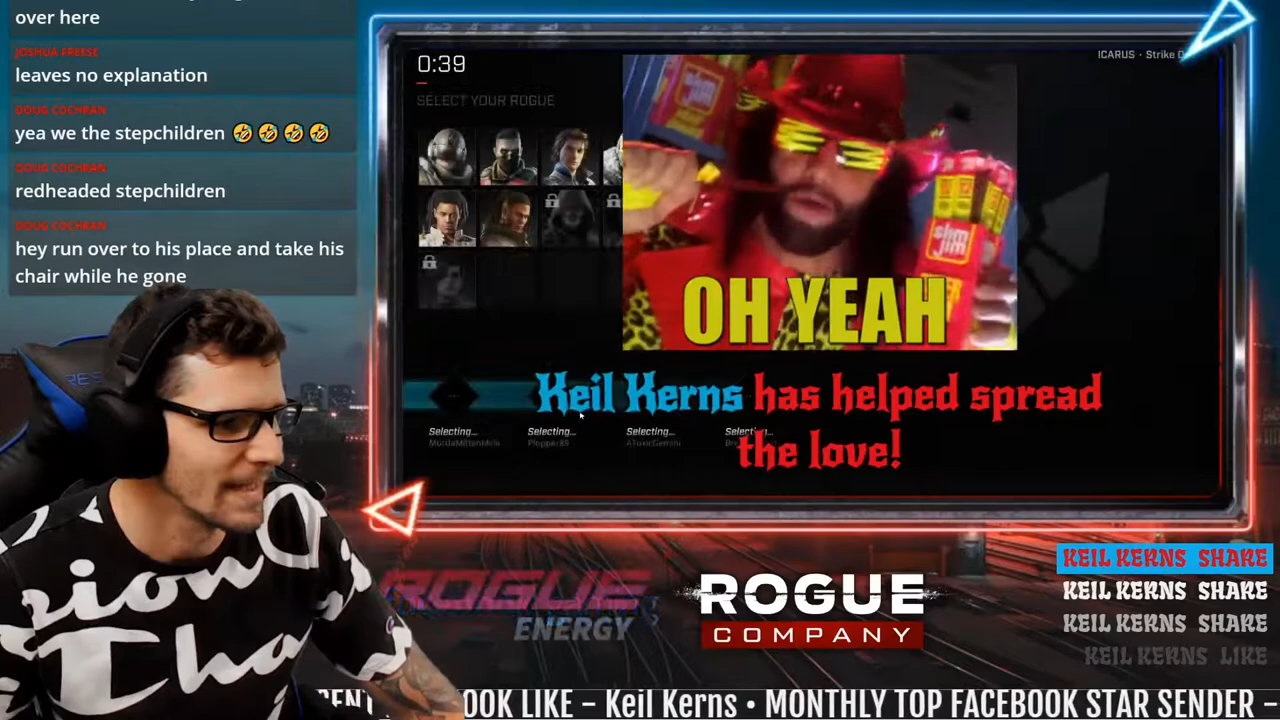 over here
JOSHUA FREESE
leaves no explanation
DOUG COCHRAN
yea we the stepchildren 🤣🤣🤣🤣
DOUG COCHRAN
redheaded stepchildren
DOUG COCHRAN
hey run over to his place and take his
chair while he gone
0:39
SELECT YOUR ROGUE
ICARUS · Strike
slim
jim
OH YEAH
Keil Kerns has helped spread
the love!
Selecting...
Selecting...
Selecting...
Plopper89
KEIL KERNS SHARE
KEIL KERNS SHARE
KEIL KERNS SHARE
KEIL KERNS LIKE
ROGUE
ENERGY
ROGUE
COMPANY
OOK LIKE – Keil Kerns • MONTHLY TOP FACEBOOK STAR SENDER –